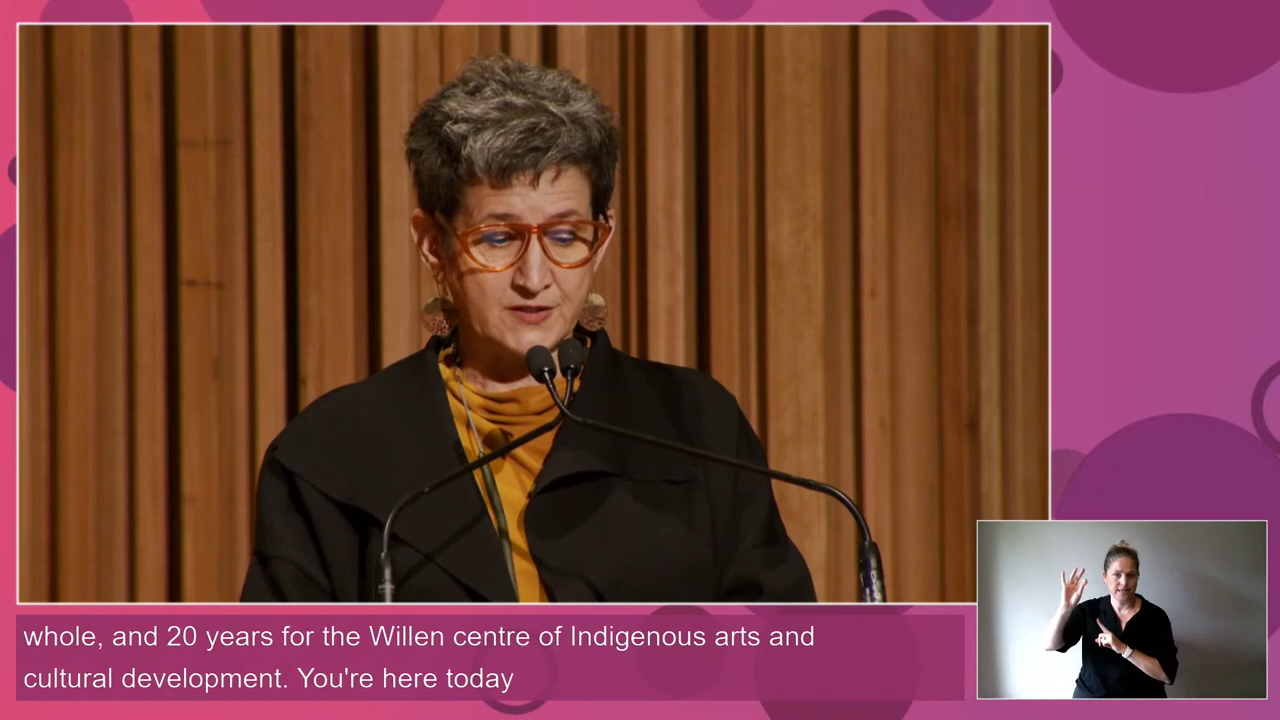 whole, and 20 years for the Willen centre of Indigenous arts and
cultural development. You're here today